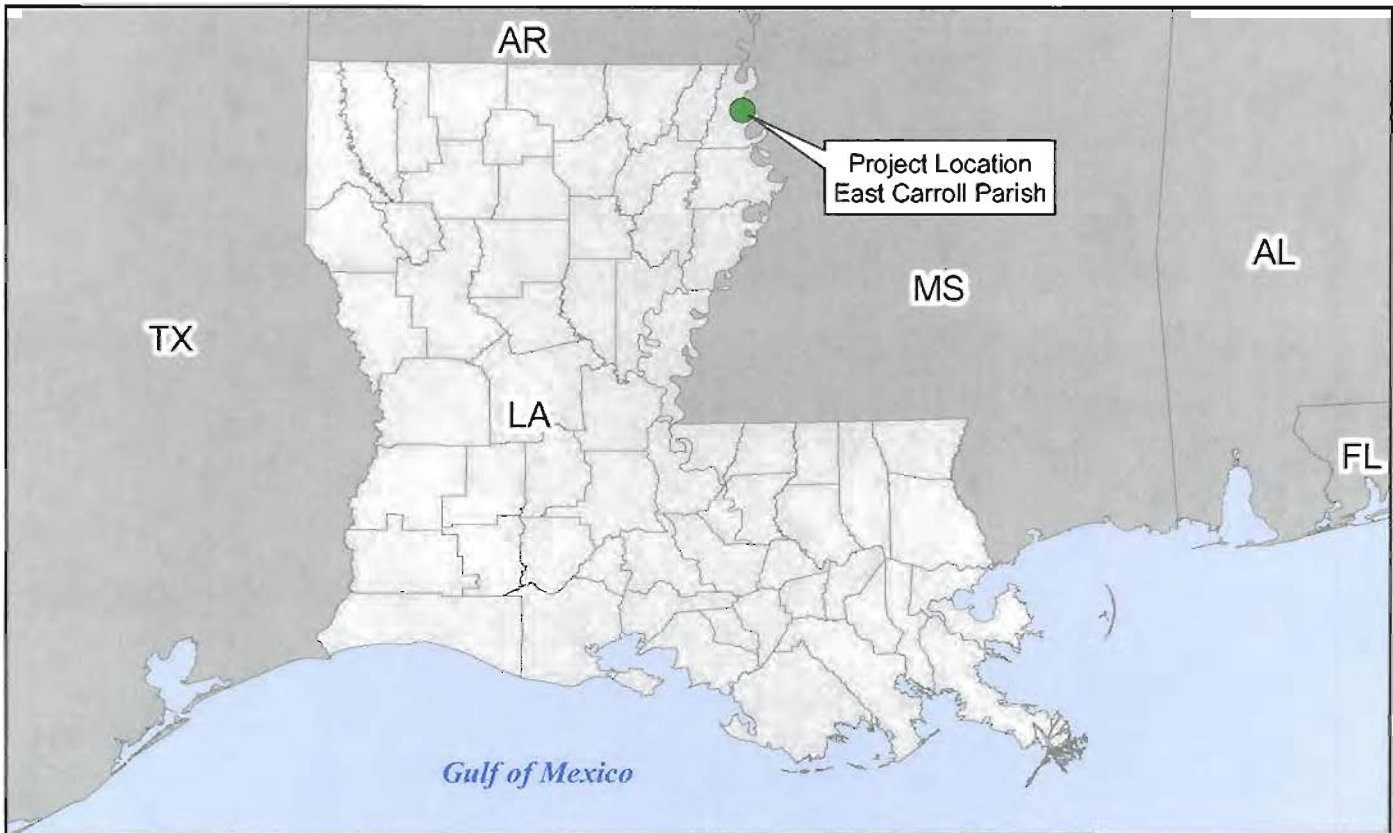 AR
Project Location
East Carroll Parish
AL
MS
TX
LA
FL
Gulf of Mexico